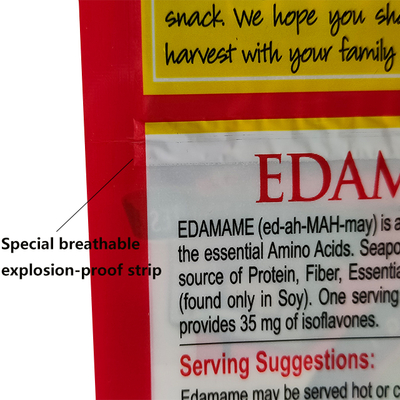 snack. We hope you sh
harvest with your family
EDAM
EDAMAME (ed-ah-MAH-may) is a
the essential Amino Acids. Seapo
source of Protein, Fiber, Essentia
(found only in Soy). One serving
provides 35 mg of isoflavones.
Special breathable
explosion-proof strip
Serving Suggestions:
Edamame may be served hot or c